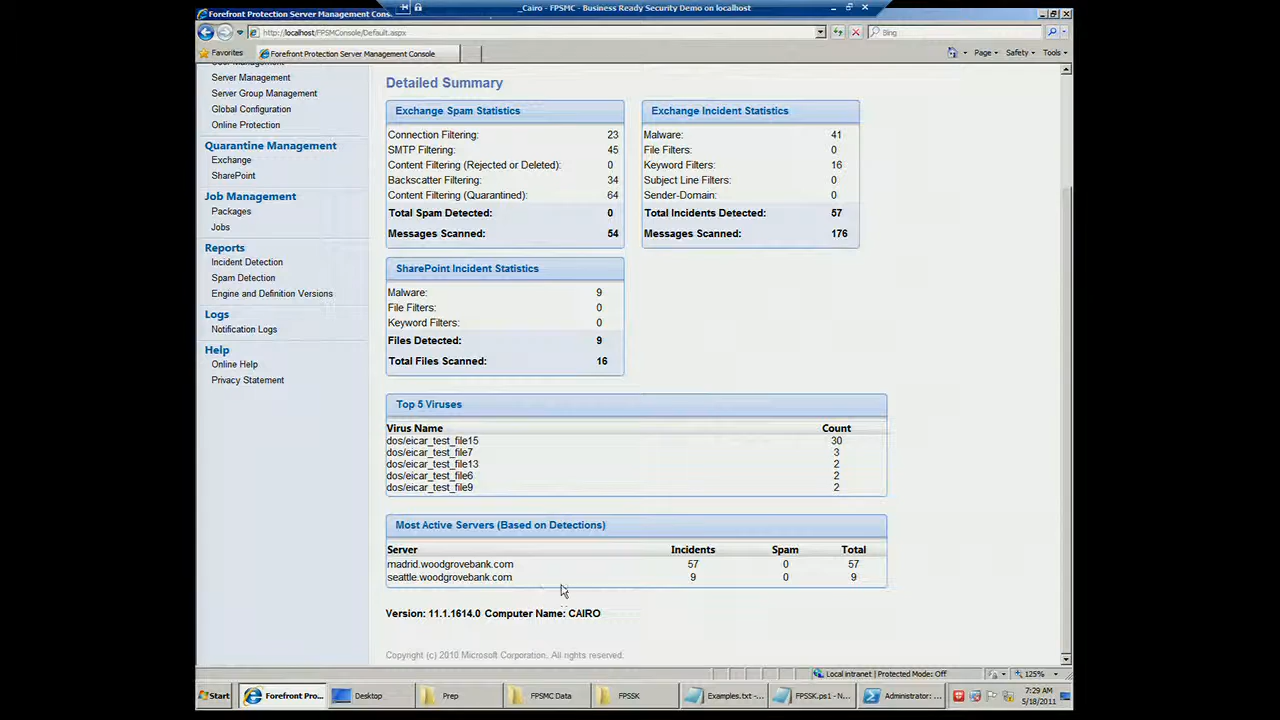 _Cairo - FPSMC - Business Ready Security Demo on localhost
Forefront Protection Server Management Cons
http://localhost/FPSMConsole/Default.aspx
Bing
Favorites
Forefront Protection Server Management Console
Page
Safety
Tools
Server Management
Server Group Management
Global Configuration
Online Protection
Quarantine Management
Exchange
SharePoint
Job Management
Packages
Jobs
Reports
Incident Detection
Spam Detection
Engine and Definition Versions
Logs
Notification Logs
Help
Online Help
Privacy Statement
Detailed Summary
Exchange Spam Statistics
Connection Filtering: 23
SMTP Filtering: 45
Content Filtering (Rejected or Deleted): 0
Backscatter Filtering: 34
Content Filtering (Quarantined): 64
Total Spam Detected: 0
Messages Scanned: 54
Exchange Incident Statistics
Malware: 41
File Filters: 0
Keyword Filters: 16
Subject Line Filters: 0
Sender-Domain: 0
Total Incidents Detected: 57
Messages Scanned: 176
SharePoint Incident Statistics
Malware: 9
File Filters: 0
Keyword Filters: 0
Files Detected: 9
Total Files Scanned: 16
Top 5 Viruses
Virus Name Count
dos/eicar_test_file15 30
dos/eicar_test_file7 3
dos/eicar_test_file13 2
dos/eicar_test_file6 2
dos/eicar_test_file9 2
Most Active Servers (Based on Detections)
Server Incidents Spam Total
madrid.woodgrovebank.com 57 0 57
seattle.woodgrovebank.com 9 0 9
Version: 11.1.1614.0 Computer Name: CAIRO
Copyright (c) 2010 Microsoft Corporation. All rights reserved.
Local intranet | Protected Mode: Off
125%
Start
Forefront Pro...
Desktop
Prep
FPSMC Data
FPSSK
Examples.txt -...
FPSSK.ps1 - N...
Administrator: ...
7:29 AM
5/18/2011